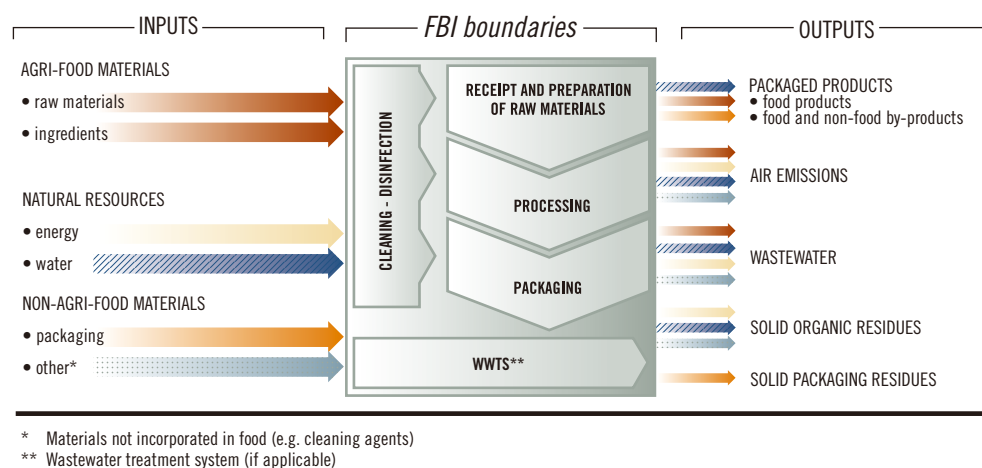 INPUTS
FBI boundaries
OUTPUTS
AGRI-FOOD MATERIALS
• raw materials
• ingredients
NATURAL RESOURCES
• energy
• water
NON-AGRI-FOOD MATERIALS
• packaging
• other*
CLEANING - DISINFECTION
RECEIPT AND PREPARATION
OF RAW MATERIALS
PROCESSING
PACKAGING
WWTS**
PACKAGED PRODUCTS
• food products
• food and non-food by-products
AIR EMISSIONS
WASTEWATER
SOLID ORGANIC RESIDUES
SOLID PACKAGING RESIDUES
* Materials not incorporated in food (e.g. cleaning agents)
** Wastewater treatment system (if applicable)